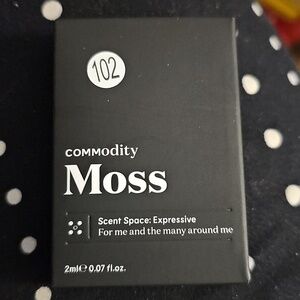 102
COMModity
Moss
Scent Space: Expressive
For me and the many around me
2ml℮ 0.07 fl.oz.